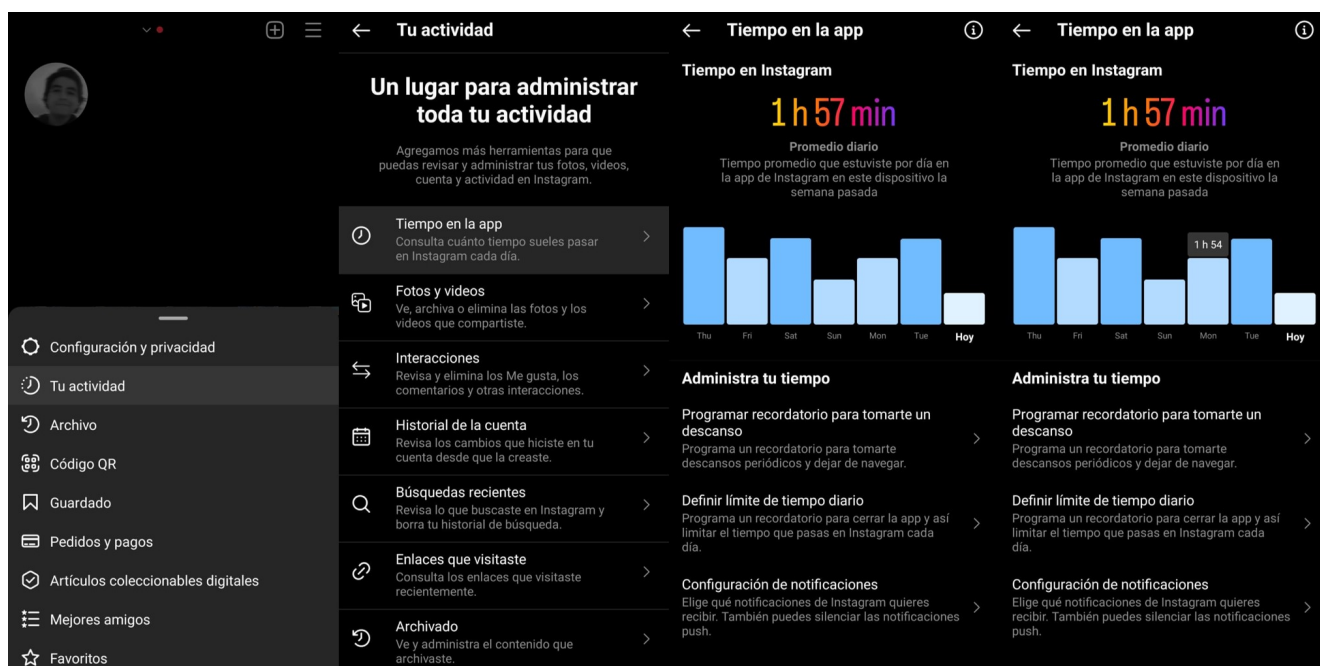 Configuración y privacidad
Tu actividad
Archivo
Código QR
Guardado
Pedidos y pagos
Artículos coleccionables digitales
Mejores amigos
Favoritos
Tu actividad
Un lugar para administrar
toda tu actividad
Agregamos más herramientas para que
puedas revisar y administrar tus fotos, videos,
cuenta y actividad en Instagram.
Tiempo en la app
Consulta cuánto tiempo sueles pasar
en Instagram cada día.
Fotos y videos
Ve, archiva o elimina las fotos y los
videos que compartiste.
Interacciones
Revisa y elimina los Me gusta, los
comentarios y otras interacciones.
Historial de la cuenta
Revisa los cambios que hiciste en tu
cuenta desde que la creaste.
Búsquedas recientes
Revisa lo que buscaste en Instagram y
borra tu historial de búsqueda.
Enlaces que visitaste
Consulta los enlaces que visitaste
recientemente.
Archivado
Ve y administra el contenido que
archivaste.
Tiempo en la app
Tiempo en Instagram
1 h 57 min
Promedio diario
Tiempo promedio que estuviste por día en
la app de Instagram en este dispositivo la
semana pasada
Thu Fri Sat Sun Mon Tue Hoy
Administra tu tiempo
Programar recordatorio para tomarte un
descanso
Programa un recordatorio para tomarte
descansos periódicos y dejar de navegar.
Definir límite de tiempo diario
Programa un recordatorio para cerrar la app y así
limitar el tiempo que pasas en Instagram cada
día.
Configuración de notificaciones
Elige qué notificaciones de Instagram quieres
recibir. También puedes silenciar las notificaciones
push.
Tiempo en la app
Tiempo en Instagram
1 h 57 min
Promedio diario
Tiempo promedio que estuviste por día en
la app de Instagram en este dispositivo la
semana pasada
1 h 54
Thu Fri Sat Sun Mon Tue Hoy
Administra tu tiempo
Programar recordatorio para tomarte un
descanso
Programa un recordatorio para tomarte
descansos periódicos y dejar de navegar.
Definir límite de tiempo diario
Programa un recordatorio para cerrar la app y así
limitar el tiempo que pasas en Instagram cada
día.
Configuración de notificaciones
Elige qué notificaciones de Instagram quieres
recibir. También puedes silenciar las notificaciones
push.